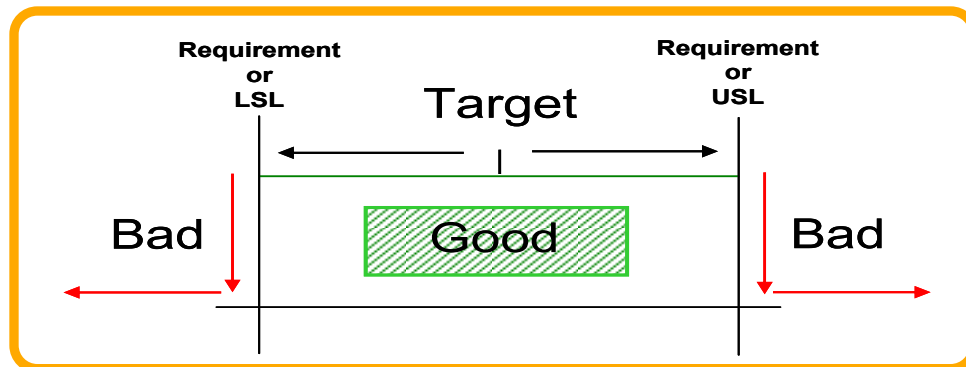 Requirement
or
LSL
Requirement
or
USL
Target
Bad
Good
Bad